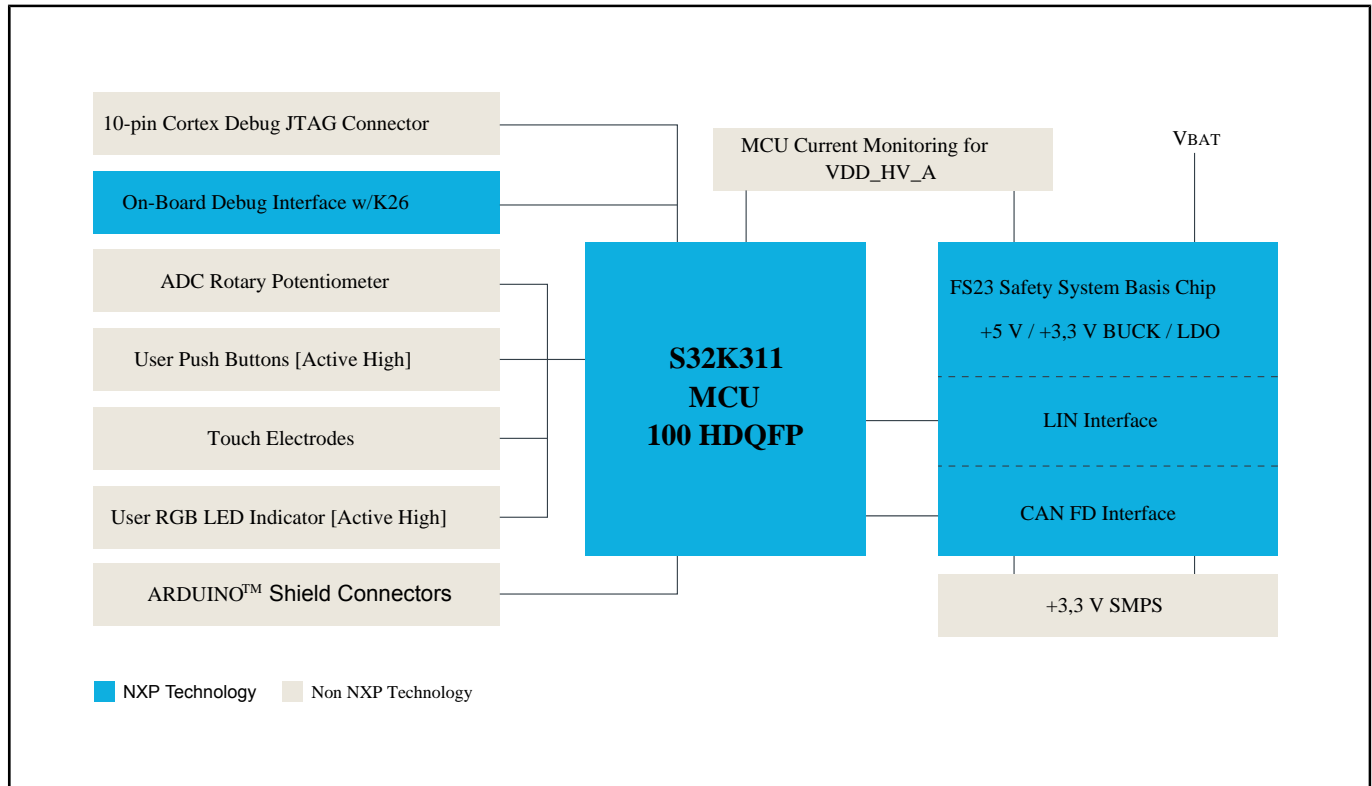 10-pin Cortex Debug JTAG Connector
On-Board Debug Interface w/K26
ADC Rotary Potentiometer
User Push Buttons [Active High]
Touch Electrodes
User RGB LED Indicator [Active High]
ARDUINO™ Shield Connectors
MCU Current Monitoring for
VDD_HV_A
VBAT
S32K311
MCU
100 HDQFP
FS23 Safety System Basis Chip
+5 V / +3,3 V BUCK / LDO
LIN Interface
CAN FD Interface
+3,3 V SMPS
NXP Technology
Non NXP Technology